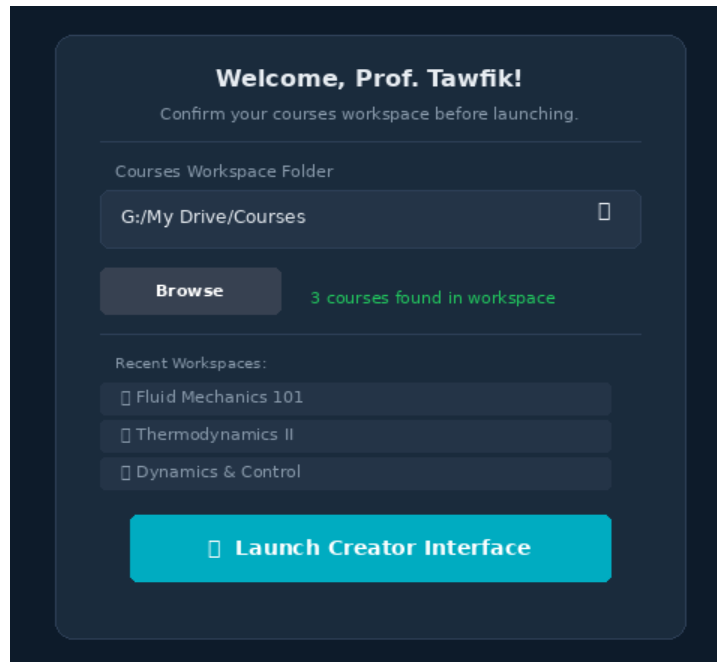 Welcome, Prof. Tawfik!
Confirm your courses workspace before launching.
Courses Workspace Folder
G:/My Drive/Courses
Browse
3 courses found in workspace
Recent Workspaces:
Fluid Mechanics 101
Thermodynamics II
Dynamics & Control
Launch Creator Interface